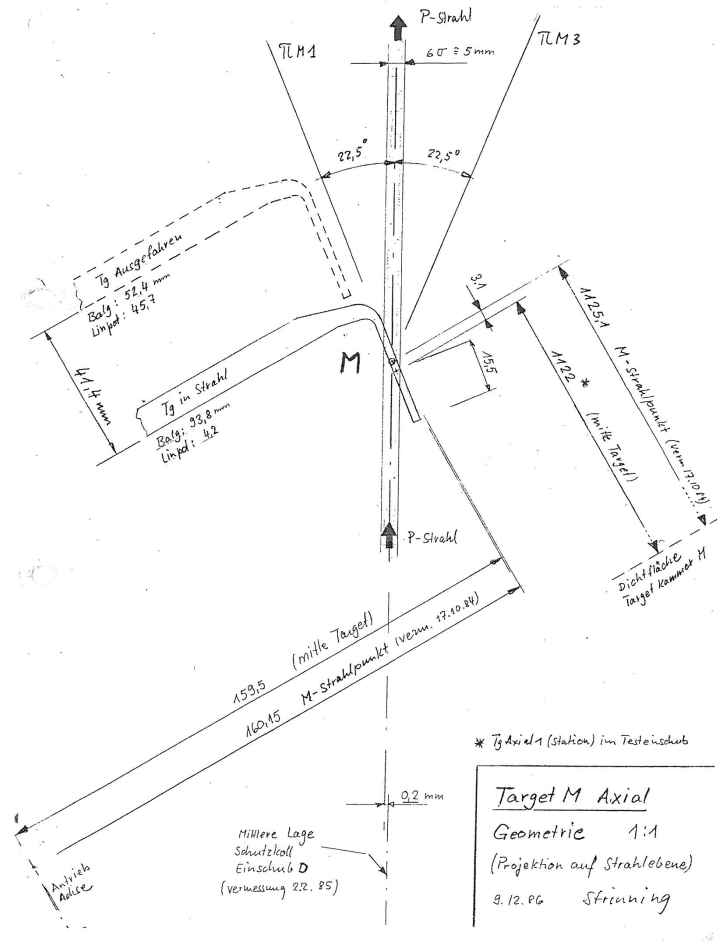 P-Strahl
πM1
πM3
6σ ≙ 5mm
22,5°
22,5°
Tg Ausgefahren
Balg: 52,4 mm
Linpot: 45,7
3.1
1125,1 M-Strahlpunkt (verm. 17.10.84)
1122 * (mitte Target)
15,5
M
41,4 mm
Tg in Strahl
Balg: 93,8 mm
Linpot: 4,2
P-Strahl
Dichtfläche
Target Kammer M
159,5 (mitte Target)
160,15 M-Strahlpunkt (verm. 17.10.84)
* Tg Axial 1 (Station) im Testeinschub
0,2 mm
Mittlere Lage
Schutzkoll
Einschub D
(Vermessung 2.2. 85)
Antrieb
Achse
Target M Axial
Geometrie 1:1
(Projektion auf Strahlebene)
9.12.86 Strinning